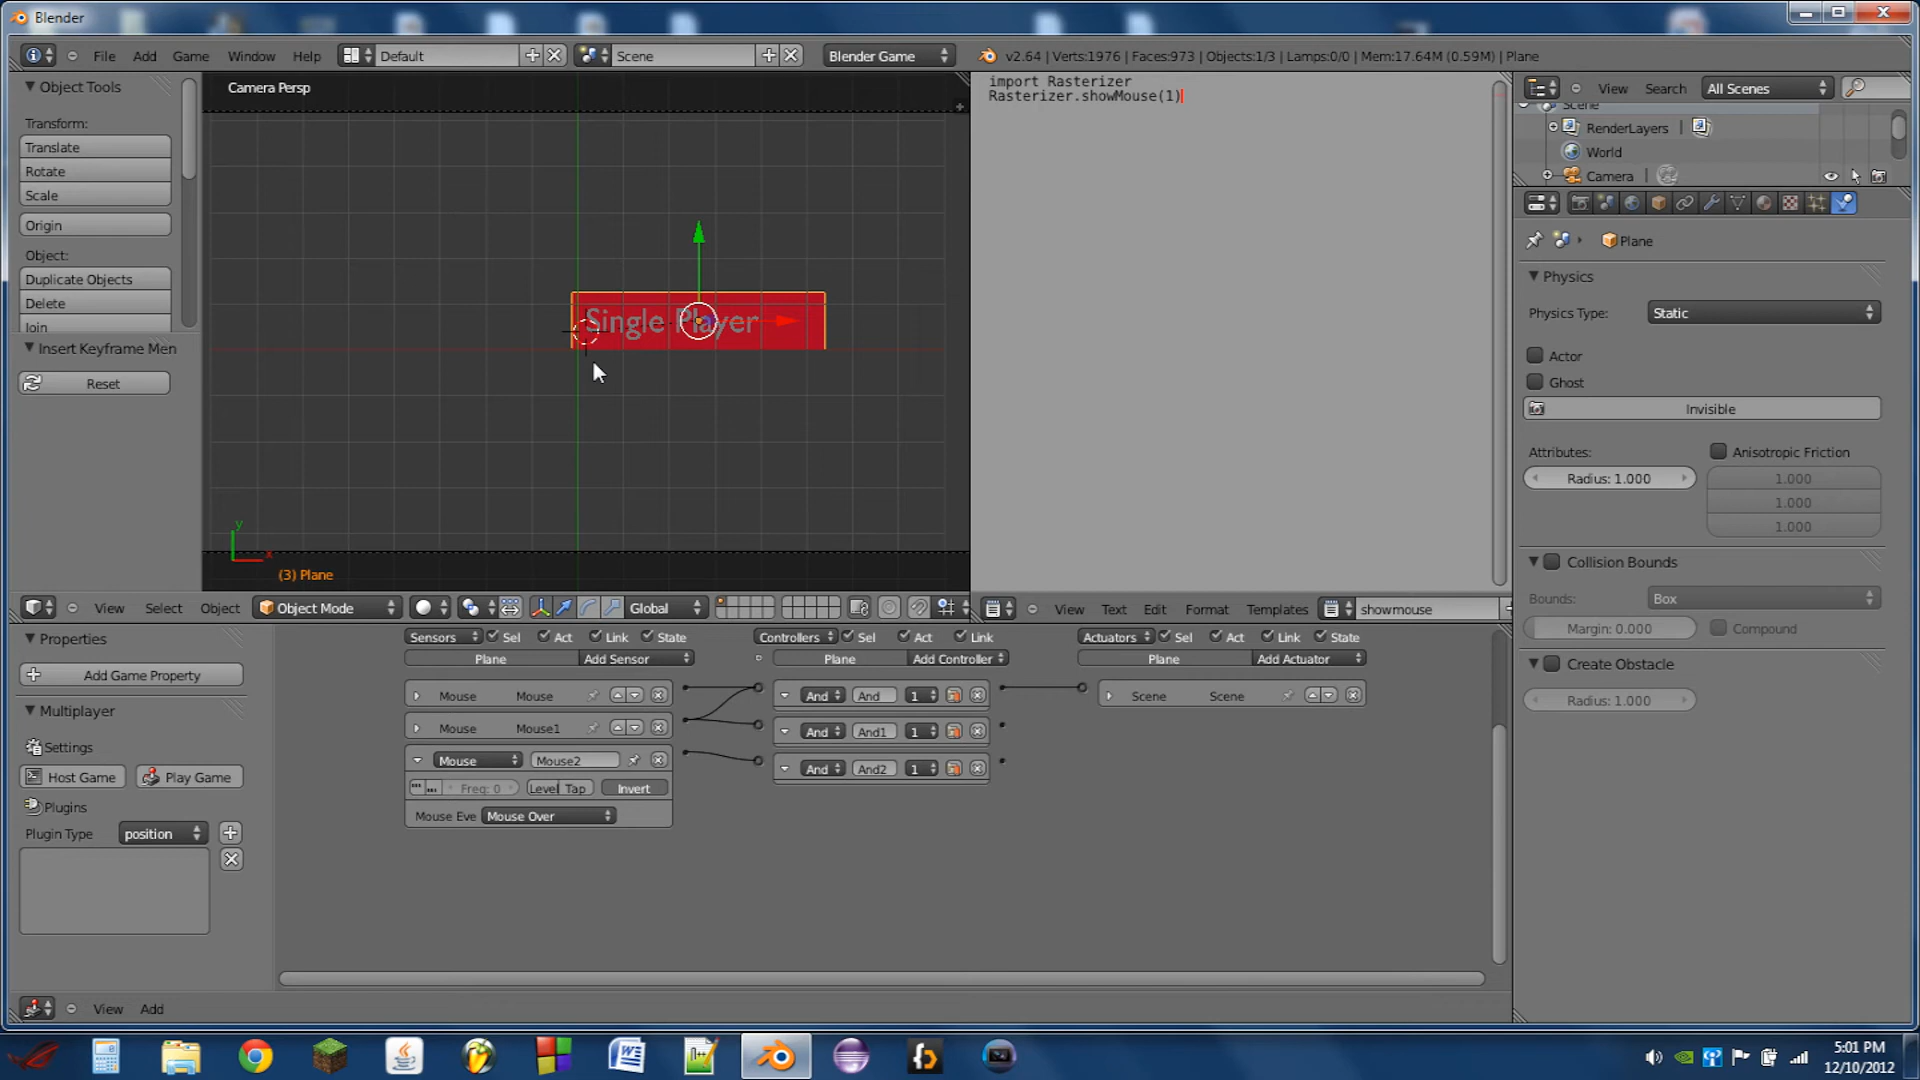 Blender
File Add Game Window Help Default Scene Blender Game v2.64 | Verts:1976 | Faces:973 | Objects:1/3 | Lamps:0/0 | Mem:17.64M (0.59M) | Plane
Object Tools
Transform:
Translate
Rotate
Scale
Origin
Object:
Duplicate Objects
Delete
Join
Insert Keyframe Men
Reset
Camera Persp
Single Player
y
x
(3) Plane
View Select Object Object Mode Global
import Rasterizer
Rasterizer.showMouse(1)
View Text Edit Format Templates showmouse
View Search All Scenes
Scene
RenderLayers
World
Camera
Plane
Physics
Physics Type: Static
Actor
Ghost
Invisible
Attributes: Anisotropic Friction
Radius: 1.000 1.000
1.000
1.000
Collision Bounds
Bounds: Box
Margin: 0.000 Compound
Create Obstacle
Radius: 1.000
Properties
Add Game Property
Multiplayer
Settings
Host Game Play Game
Plugins
Plugin Type position
Sensors Sel Act Link State Controllers Sel Act Link Actuators Sel Act Link State
Plane Add Sensor Plane Add Controller Plane Add Actuator
Mouse Mouse And And 1 Scene Scene
Mouse Mouse1 And And1 1
Mouse Mouse2 And And2 1
Freq: 0 Level Tap Invert
Mouse Eve Mouse Over
View Add
5:01 PM
12/10/2012